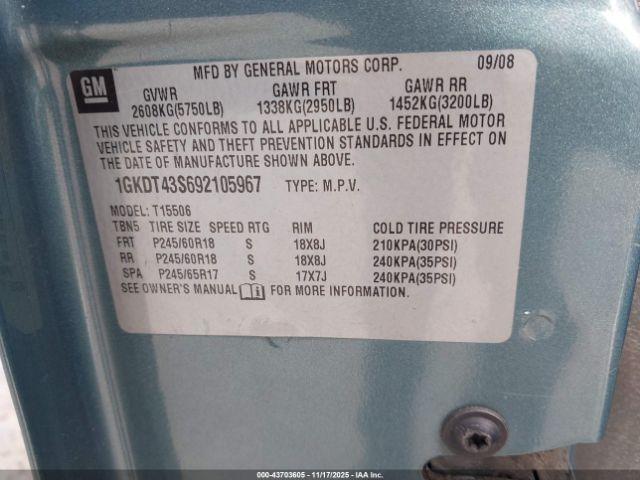 GM
MFD BY GENERAL MOTORS CORP. 09/08
GVWR GAWR FRT GAWR RR
2608KG(5750LB) 1338KG(2950LB) 1452KG(3200LB)
THIS VEHICLE CONFORMS TO ALL APPLICABLE U.S. FEDERAL MOTOR
VEHICLE SAFETY AND THEFT PREVENTION STANDARDS IN EFFECT ON
THE DATE OF MANUFACTURE SHOWN ABOVE.
1GKDT43S692105967 TYPE: M.P.V.
MODEL: T15506
TBN5 TIRE SIZE SPEED RTG RIM COLD TIRE PRESSURE
FRT P245/60R18 S 18X8J 210KPA(30PSI)
RR P245/60R18 S 18X8J 240KPA(35PSI)
SPA P245/65R17 S 17X7J 240KPA(35PSI)
SEE OWNER'S MANUAL FOR MORE INFORMATION.
000-43703605 - 11/17/2025 - IAA Inc.